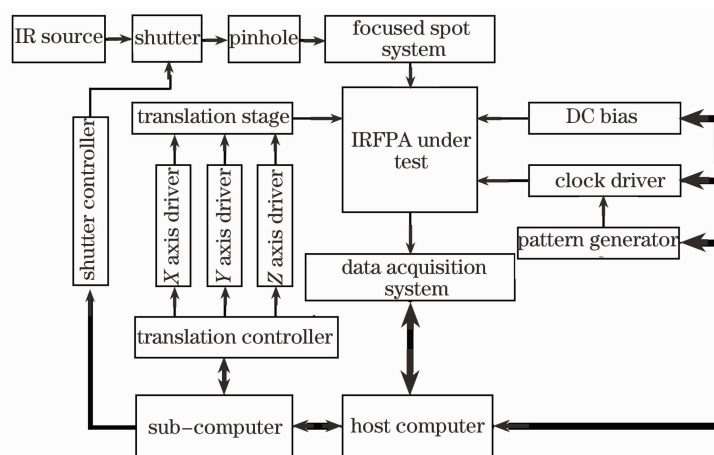 IR source
shutter
pinhole
focused spot
system
translation stage
IRFPA under
test
DC bias
shutter controller
X axis driver
Y axis driver
Z axis driver
clock driver
pattern generator
data acquisition
system
translation controller
sub-computer
host computer